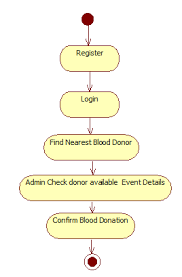 Register
Login
Find Nearest Blood Donor
Admin Check donor available Event Details
Confirm Blood Donation